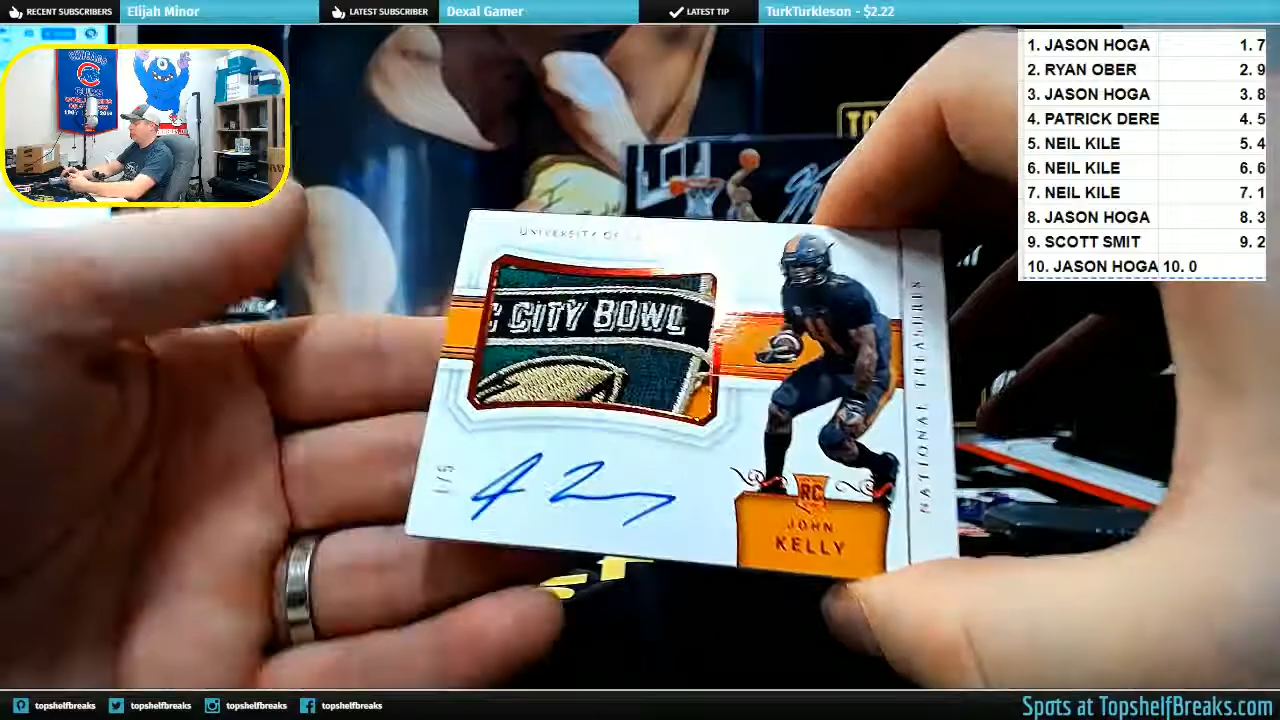 RECENT SUBSCRIBERS Elijah Minor LATEST SUBSCRIBER Dexal Gamer LATEST TIP TurkTurkleson - $2.22
1. JASON HOGA 1. 7
2. RYAN OBER 2. 9
3. JASON HOGA 3. 8
4. PATRICK DERE 4. 5
5. NEIL KILE 5. 4
6. NEIL KILE 6. 6
7. NEIL KILE 7. 1
8. JASON HOGA 8. 3
9. SCOTT SMIT 9. 2
10. JASON HOGA 10. 0
CHICAGO
CUBS
UNIVERSITY OF
C CITY BOWL
NATIONAL TREASURES
RC
JOHN
KELLY
topshelfbreaks topshelfbreaks topshelfbreaks topshelfbreaks
Spots at TopshelfBreaks.com